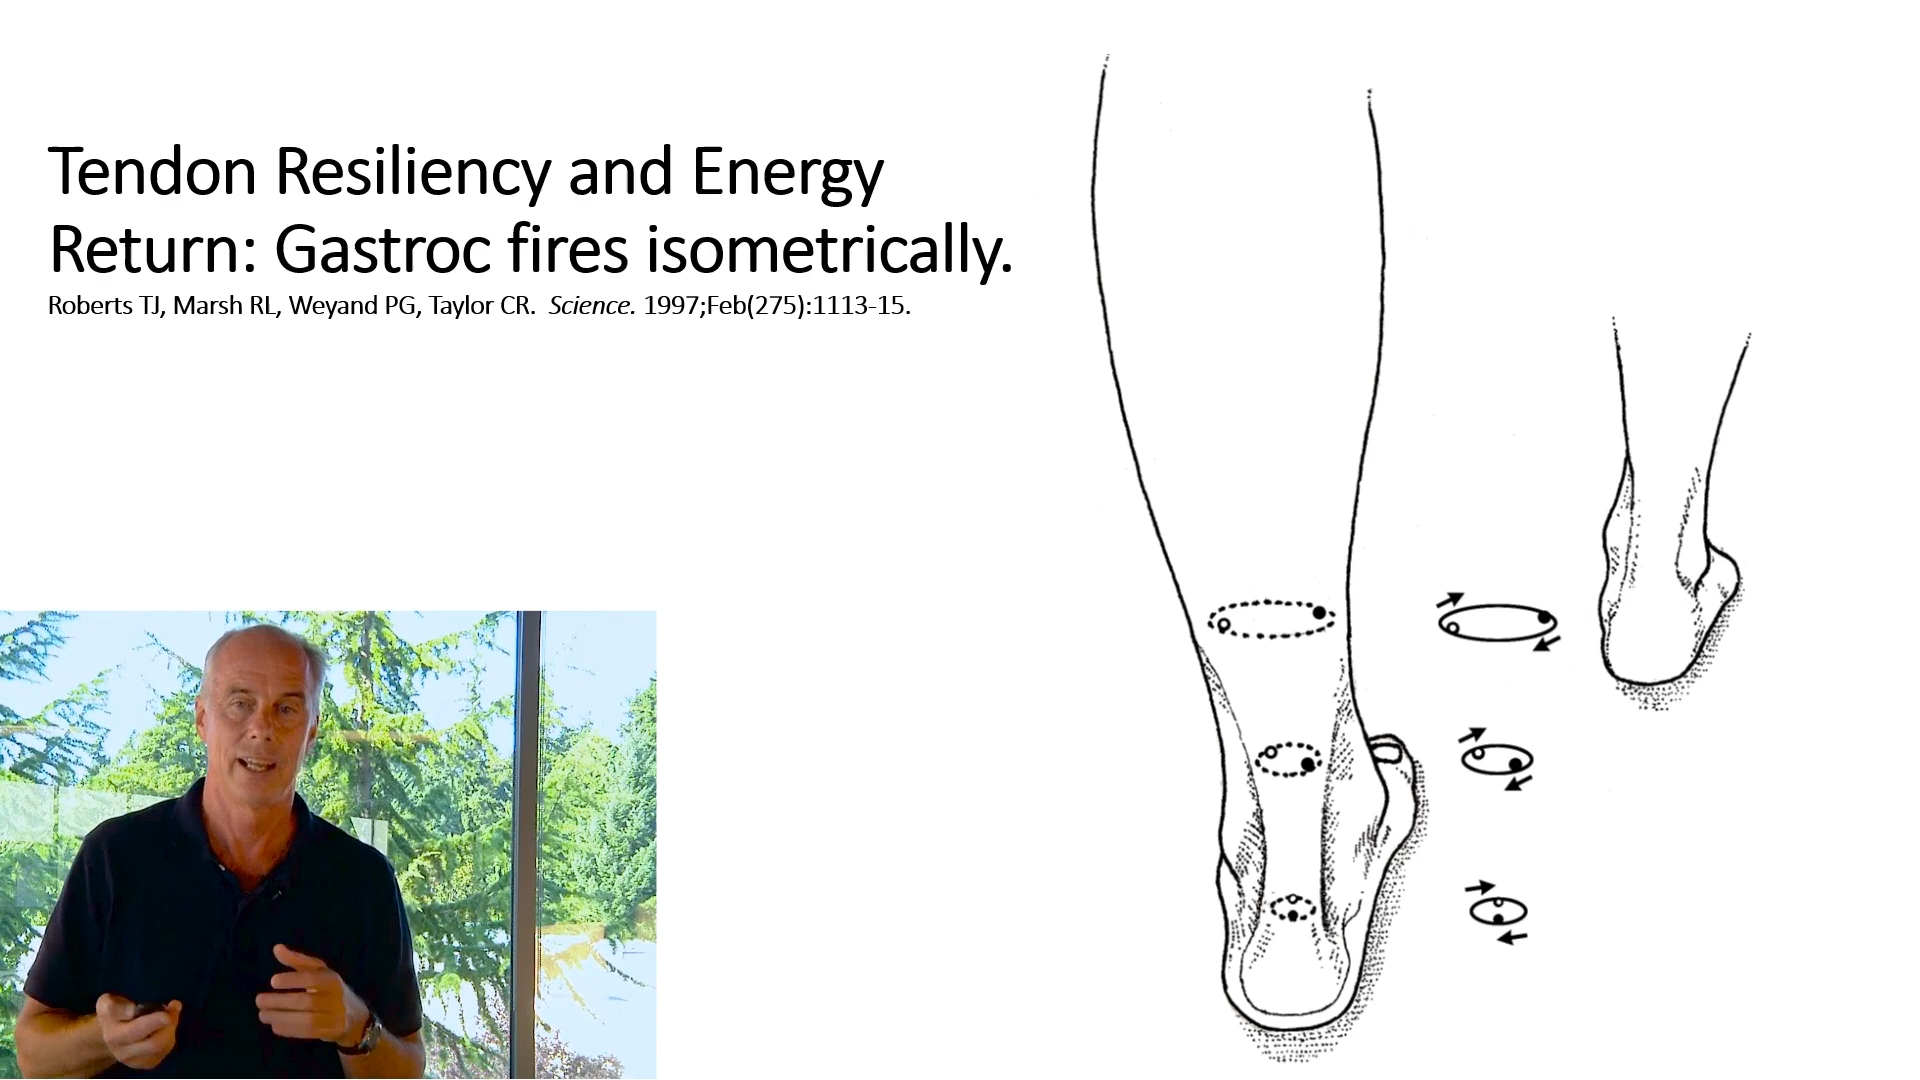 Tendon Resiliency and Energy
Return: Gastroc fires isometrically.
Roberts TJ, Marsh RL, Weyand PG, Taylor CR. Science. 1997;Feb(275):1113-15.